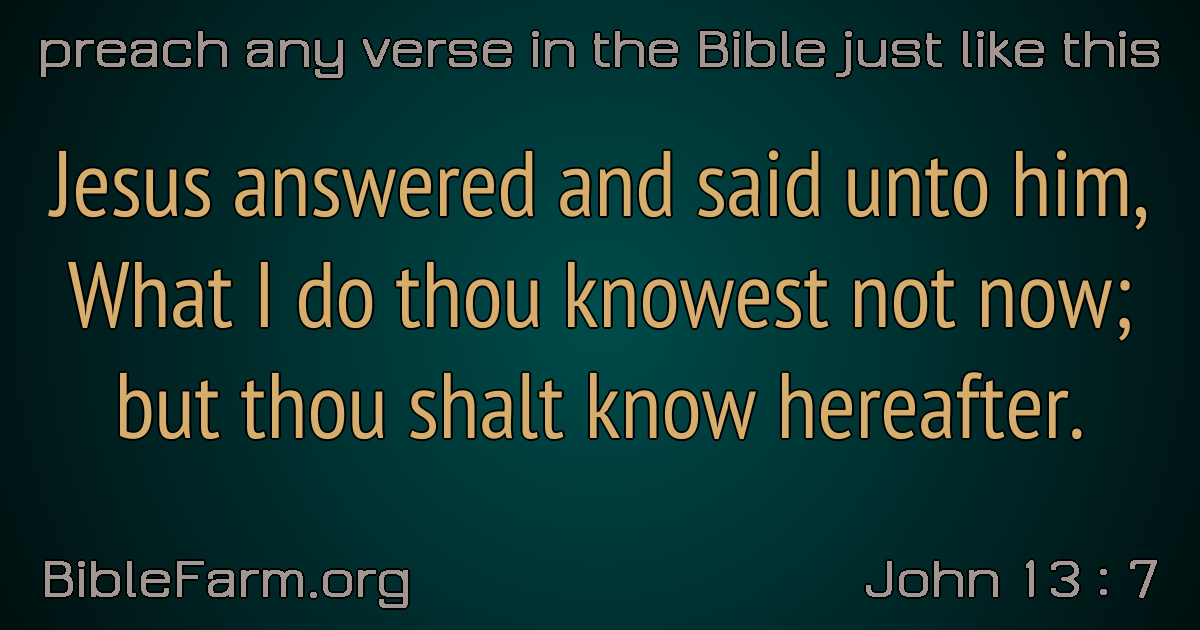 preach any verse in the Bible just like this
Jesus answered and said unto him,
What I do thou knowest not now;
but thou shalt know hereafter.
BibleFarm.org
John 13 : 7